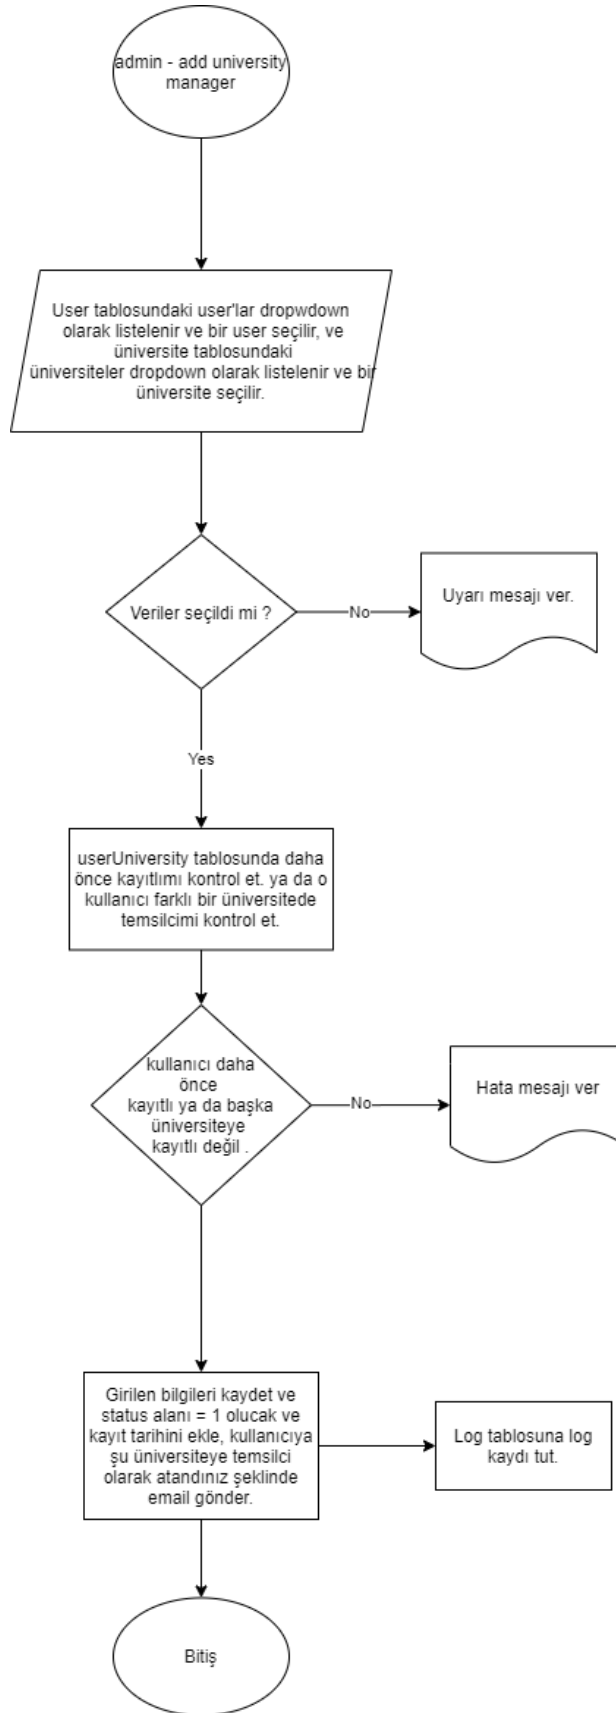 admin - add university
manager
User tablosundaki user'lar dropwdown
olarak listelenir ve bir user seçilir, ve
üniversite tablosundaki
üniversiteler dropdown olarak listelenir ve bir
üniversite seçilir.
Veriler seçildi mi ?
No
Uyarı mesajı ver.
Yes
userUniversity tablosunda daha
önce kayıtlımı kontrol et. ya da o
kullanıcı farklı bir üniversitede
temsilcimi kontrol et.
kullanıcı daha
önce
kayıtlı ya da başka
üniversiteye
kayıtlı değil .
No
Hata mesajı ver
Girilen bilgileri kaydet ve
status alanı = 1 olucak ve
kayıt tarihini ekle, kullanıcıya
şu üniversiteye temsilci
olarak atandınız şeklinde
email gönder.
Log tablosuna log
kaydı tut.
Bitiş